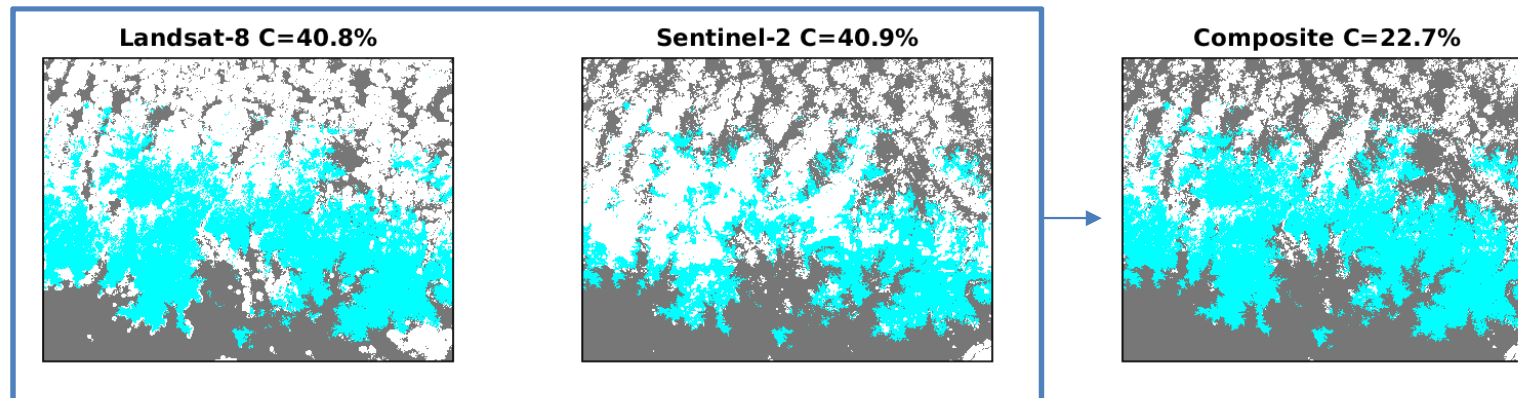 Landsat-8 C=40.8%
Sentinel-2 C=40.9%
Composite C=22.7%